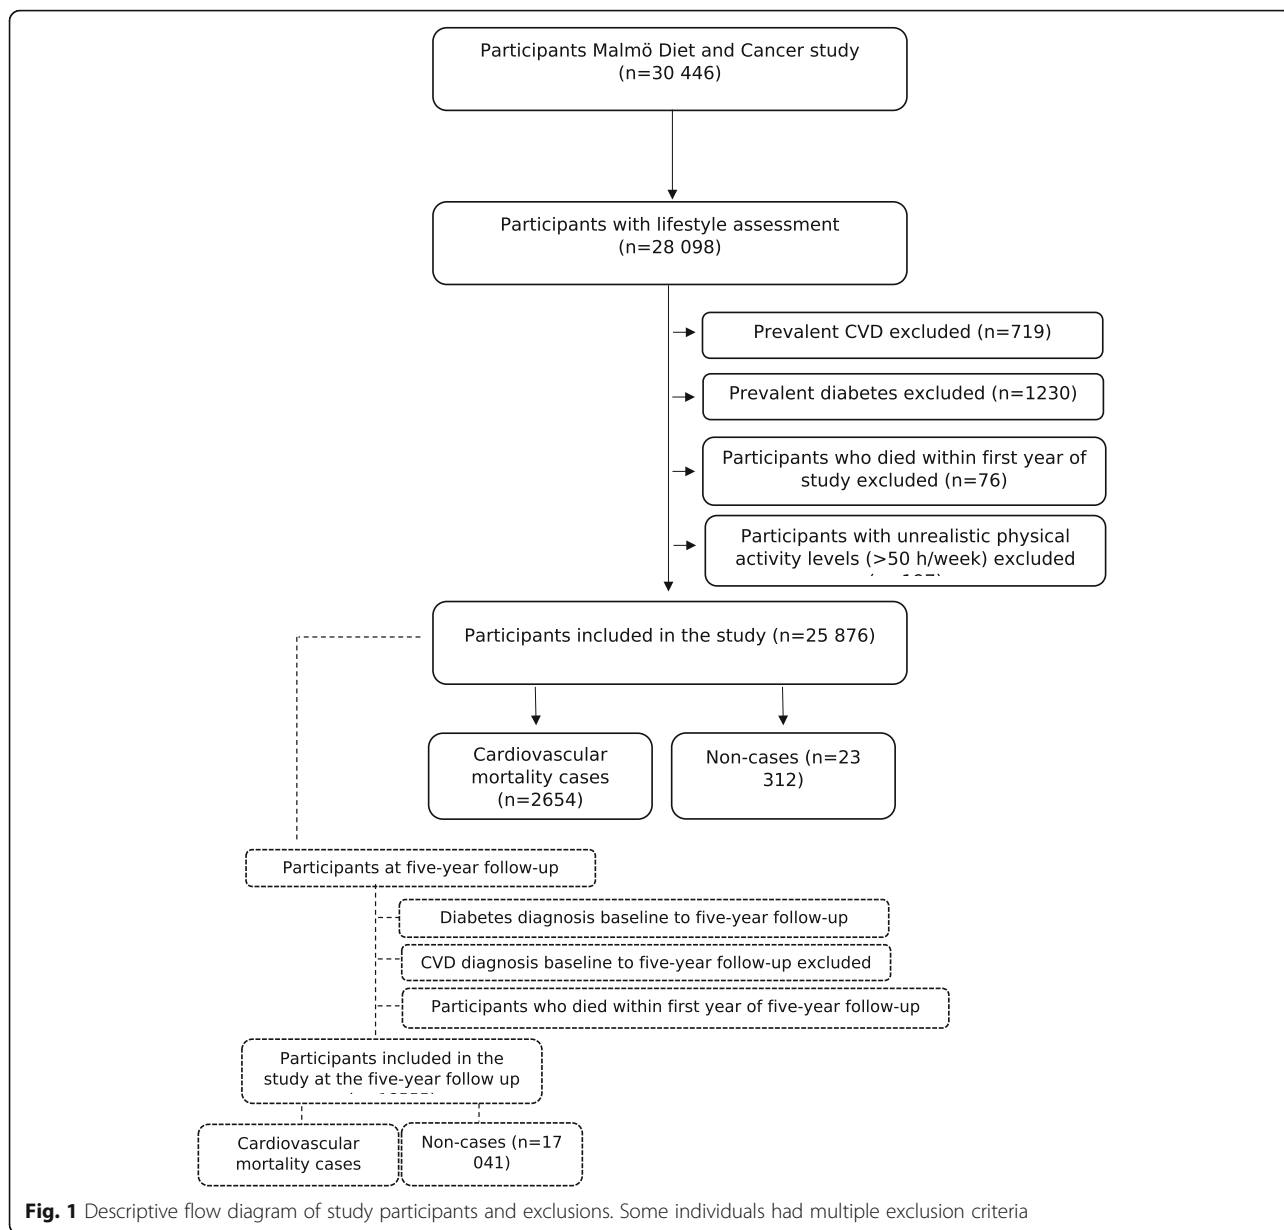 Participants Malmö Diet and Cancer study
(n=30 446)
Participants with lifestyle assessment
(n=28 098)
Prevalent CVD excluded (n=719)
Prevalent diabetes excluded (n=1230)
Participants who died within first year of
study excluded (n=76)
Participants with unrealistic physical
activity levels (>50 h/week) excluded
Participants included in the study (n=25 876)
Cardiovascular
mortality cases
(n=2654)
Non-cases (n=23
312)
Participants at five-year follow-up
Diabetes diagnosis baseline to five-year follow-up
CVD diagnosis baseline to five-year follow-up excluded
Participants who died within first year of five-year follow-up
Participants included in the
study at the five-year follow up
Cardiovascular
mortality cases
Non-cases (n=17
041)
Fig. 1 Descriptive flow diagram of study participants and exclusions. Some individuals had multiple exclusion criteria